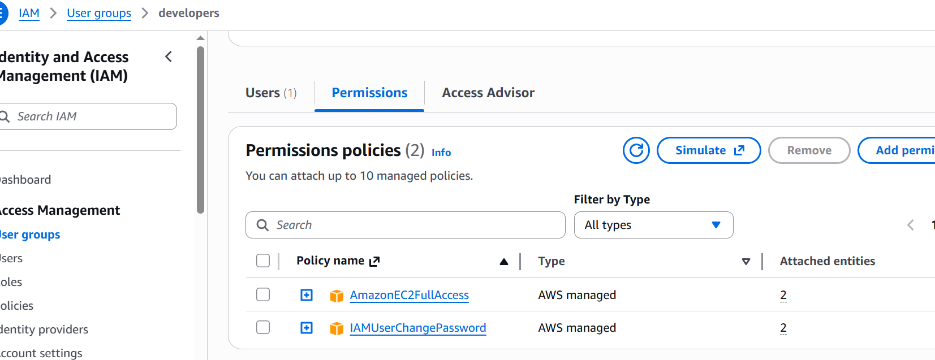 IAM > User groups > developers
dentity and Access
Management (IAM)
Search IAM
ashboard
ccess Management
ser groups
sers
oles
olicies
dentity providers
ccount settings
Users (1)
Permissions
Access Advisor
Permissions policies (2) Info
Simulate
Remove
Add permi
You can attach up to 10 managed policies.
Filter by Type
Search
All types
1
Policy name
Type
Attached entities
AmazonEC2FullAccess
AWS managed
2
IAMUserChangePassword
AWS managed
2